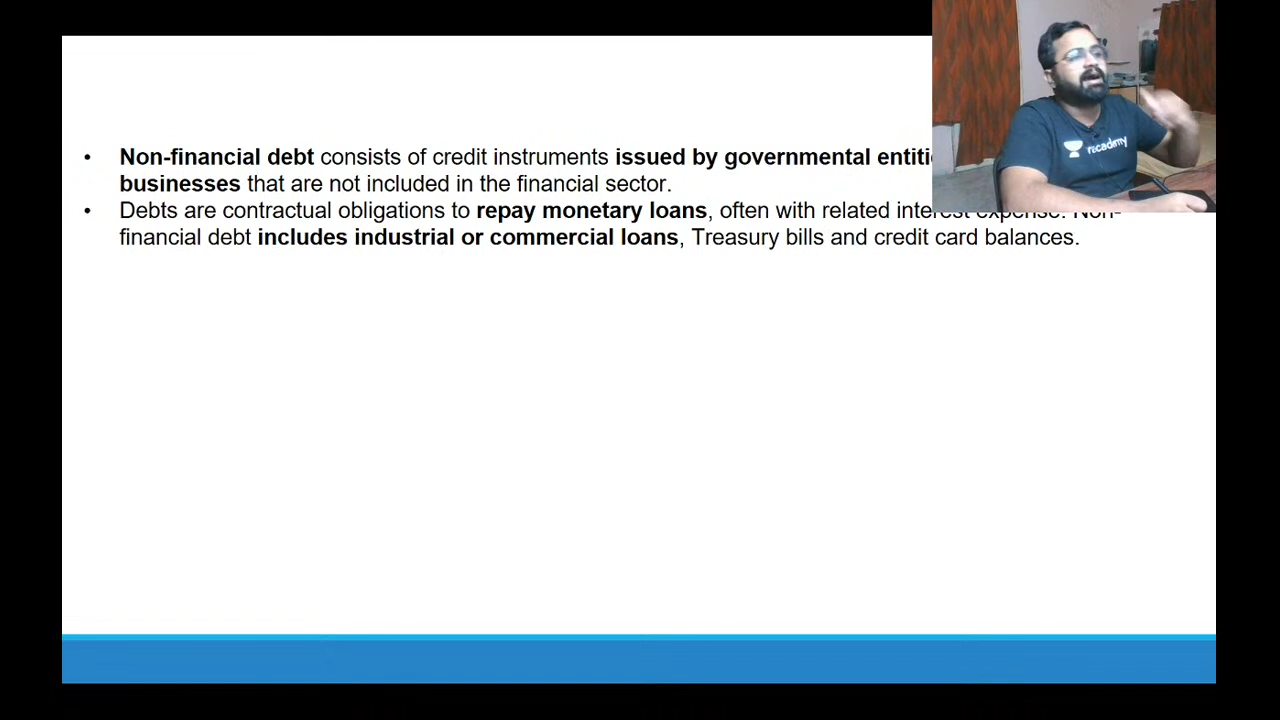 • Non-financial debt consists of credit instruments issued by governmental
businesses that are not included in the financial sector.
• Debts are contractual obligations to repay monetary loans, often with related interest expense. Non-
financial debt includes industrial or commercial loans, Treasury bills and credit card balances.